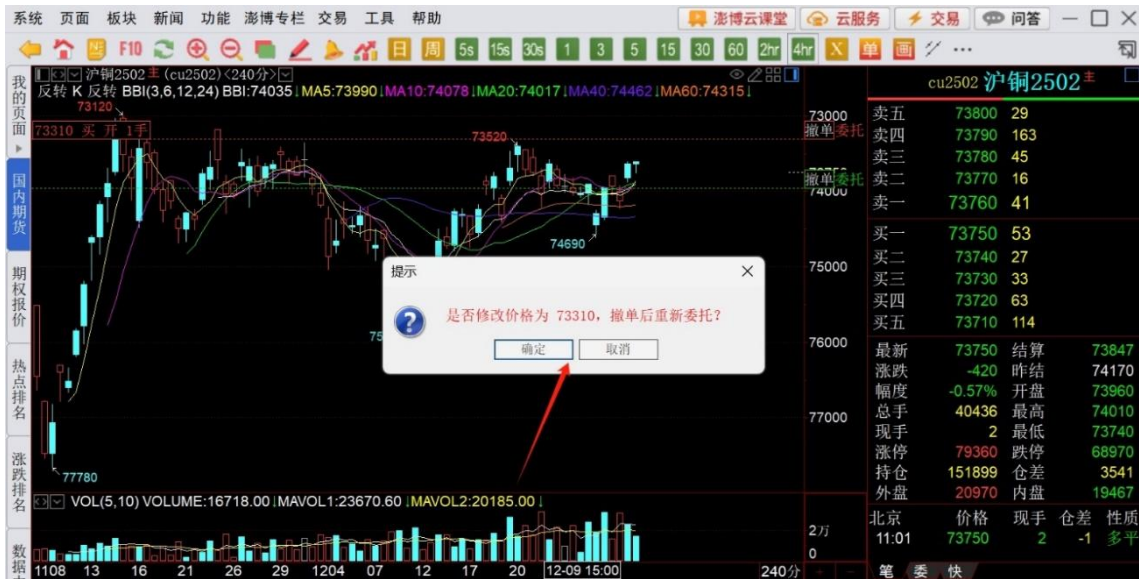 系统 页面 板块 新闻 功能 澎博专栏 交易 工具 帮助 澎博云课堂 云服务 交易 问答
F10 日 周 5s 15s 30s 1 3 5 15 30 60 2hr 4hr X 单 画
我的页面
国内期货
期权报价
热点排名
涨跌排名
数据
沪铜2502主 (cu2502)<240分>
反转 K 反转 BBI(3,6,12,24) BBI:74035↓MA5:73990↓MA10:74078↓MA20:74017↓MA40:74462↓MA60:74315↓
73120
73310 买 开 1手
73520
74690
75
77780
73000
撤单委托
撤单委托
74000
75000
76000
77000
提示
是否修改价格为 73310，撤单后重新委托?
确定 取消
VOL(5,10) VOLUME:16718.00↓MAVOL1:23670.60↓MAVOL2:20185.00↓
2万
0
1108 13 16 21 26 29 1204 07 12 17 20 12-09 15:00 240分
cu2502 沪铜2502主
卖五 73800 29
卖四 73790 163
卖三 73780 45
卖二 73770 16
卖一 73760 41
买一 73750 53
买二 73740 27
买三 73730 33
买四 73720 63
买五 73710 114
最新 73750 结算 73847
涨跌 -420 昨结 74170
幅度 -0.57% 开盘 73960
总手 40436 最高 74010
现手 2 最低 73740
涨停 79360 跌停 68970
持仓 151899 仓差 3541
外盘 20970 内盘 19467
北京 价格 现手 仓差 性质
11:01 73750 2 -1 多平
笔 委 快